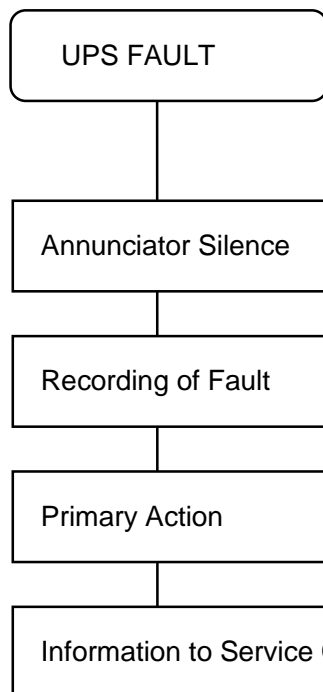 UPS FAULT
Annunciator Silence
Recording of Fault
Primary Action
Information to Service